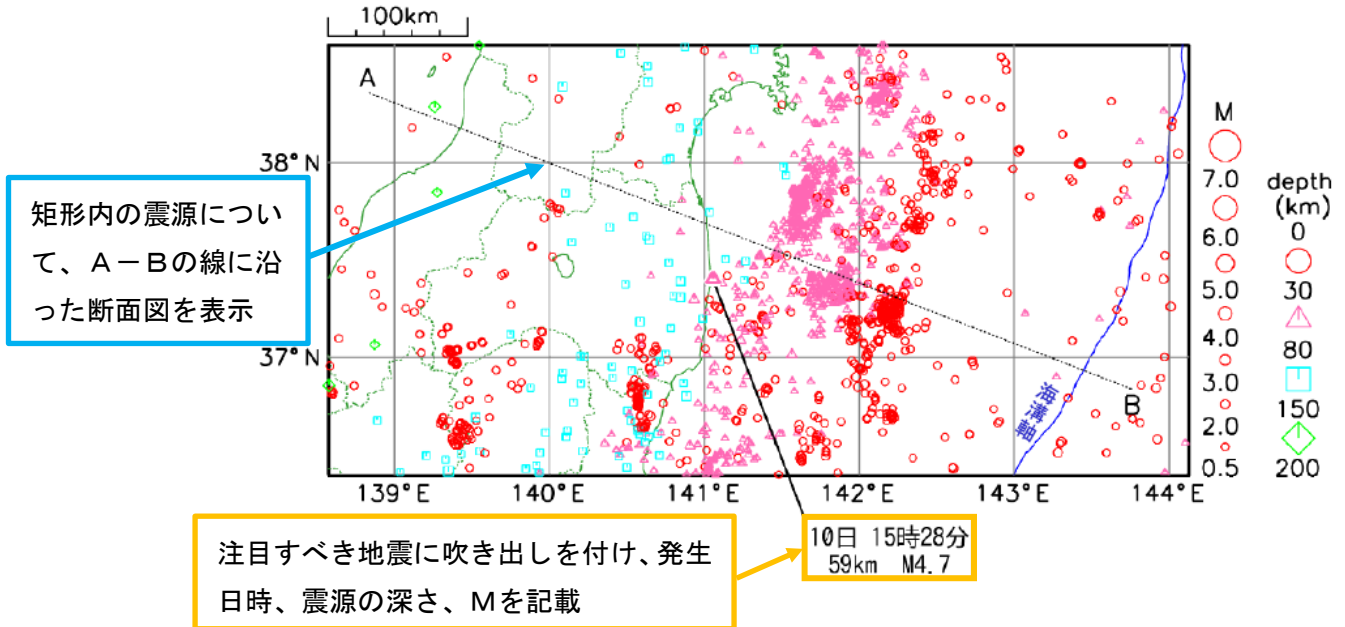 100km
A
38°N
37°N
B
海溝軸
139°E
140°E
141°E
142°E
143°E
144°E
M
7.0
6.0
5.0
4.0
3.0
2.0
0.5
depth
(km)
0
30
80
150
200
矩形内の震源につい
て、A－Bの線に沿
った断面図を表示
10日 15時28分
59km M4.7
注目すべき地震に吹き出しを付け、発生
日時、震源の深さ、Mを記載